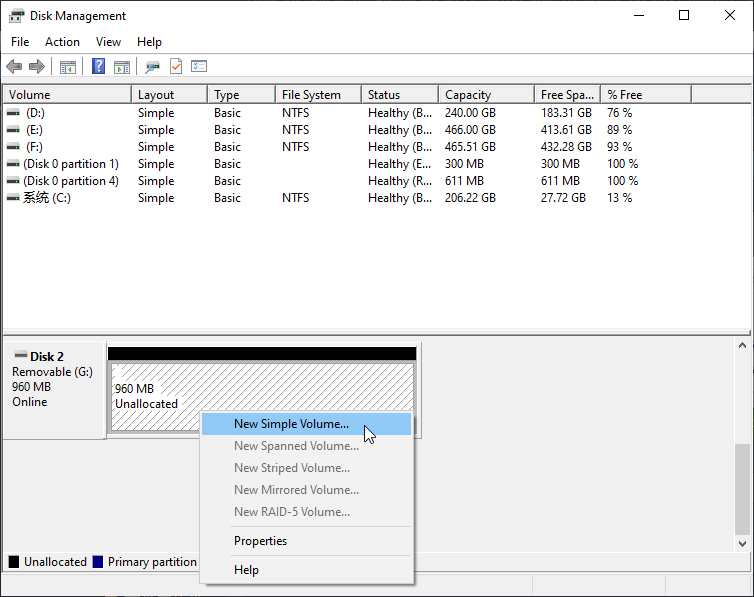 Disk Management
File Action View Help
Volume Layout Type File System Status Capacity Free Spa... % Free
(D:) Simple Basic NTFS Healthy (B... 240.00 GB 183.31 GB 76 %
(E:) Simple Basic NTFS Healthy (B... 466.00 GB 413.61 GB 89 %
(F:) Simple Basic NTFS Healthy (B... 465.51 GB 432.28 GB 93 %
(Disk 0 partition 1) Simple Basic Healthy (E... 300 MB 300 MB 100 %
(Disk 0 partition 4) Simple Basic Healthy (R... 611 MB 611 MB 100 %
系统 (C:) Simple Basic NTFS Healthy (B... 206.22 GB 27.72 GB 13 %
Disk 2
Removable (G:)
960 MB
Online
960 MB
Unallocated
New Simple Volume...
New Spanned Volume...
New Striped Volume...
New Mirrored Volume...
New RAID-5 Volume...
Properties
Help
Unallocated Primary partition